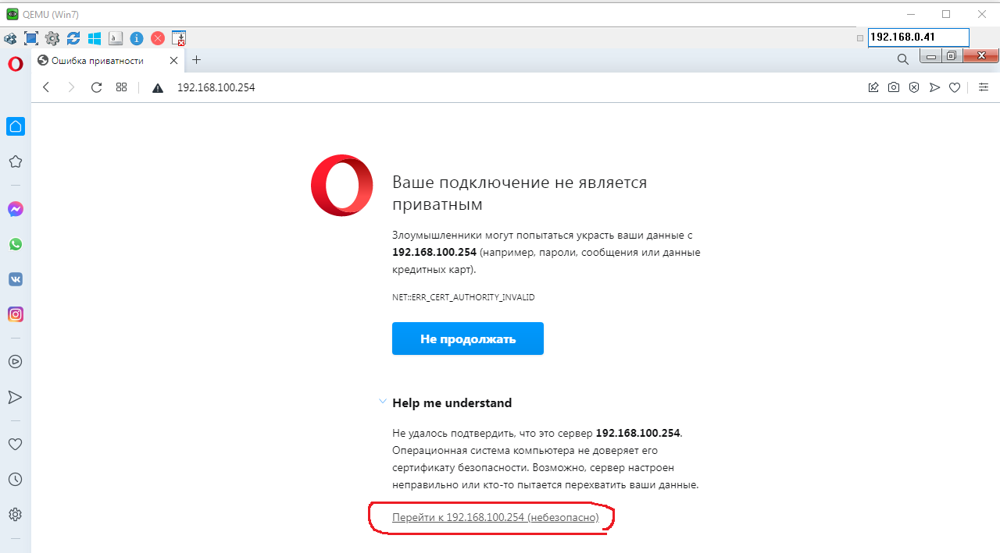 QEMU (Win7)
192.168.0.41
Ошибка приватности
192.168.100.254
Ваше подключение не является
приватным
Злоумышленники могут попытаться украсть ваши данные с
192.168.100.254 (например, пароли, сообщения или данные
кредитных карт).
NET::ERR_CERT_AUTHORITY_INVALID
Не продолжать
Help me understand
Не удалось подтвердить, что это сервер 192.168.100.254.
Операционная система компьютера не доверяет его
сертификату безопасности. Возможно, сервер настроен
неправильно или кто-то пытается перехватить ваши данные.
Перейти к 192.168.100.254 (небезопасно)